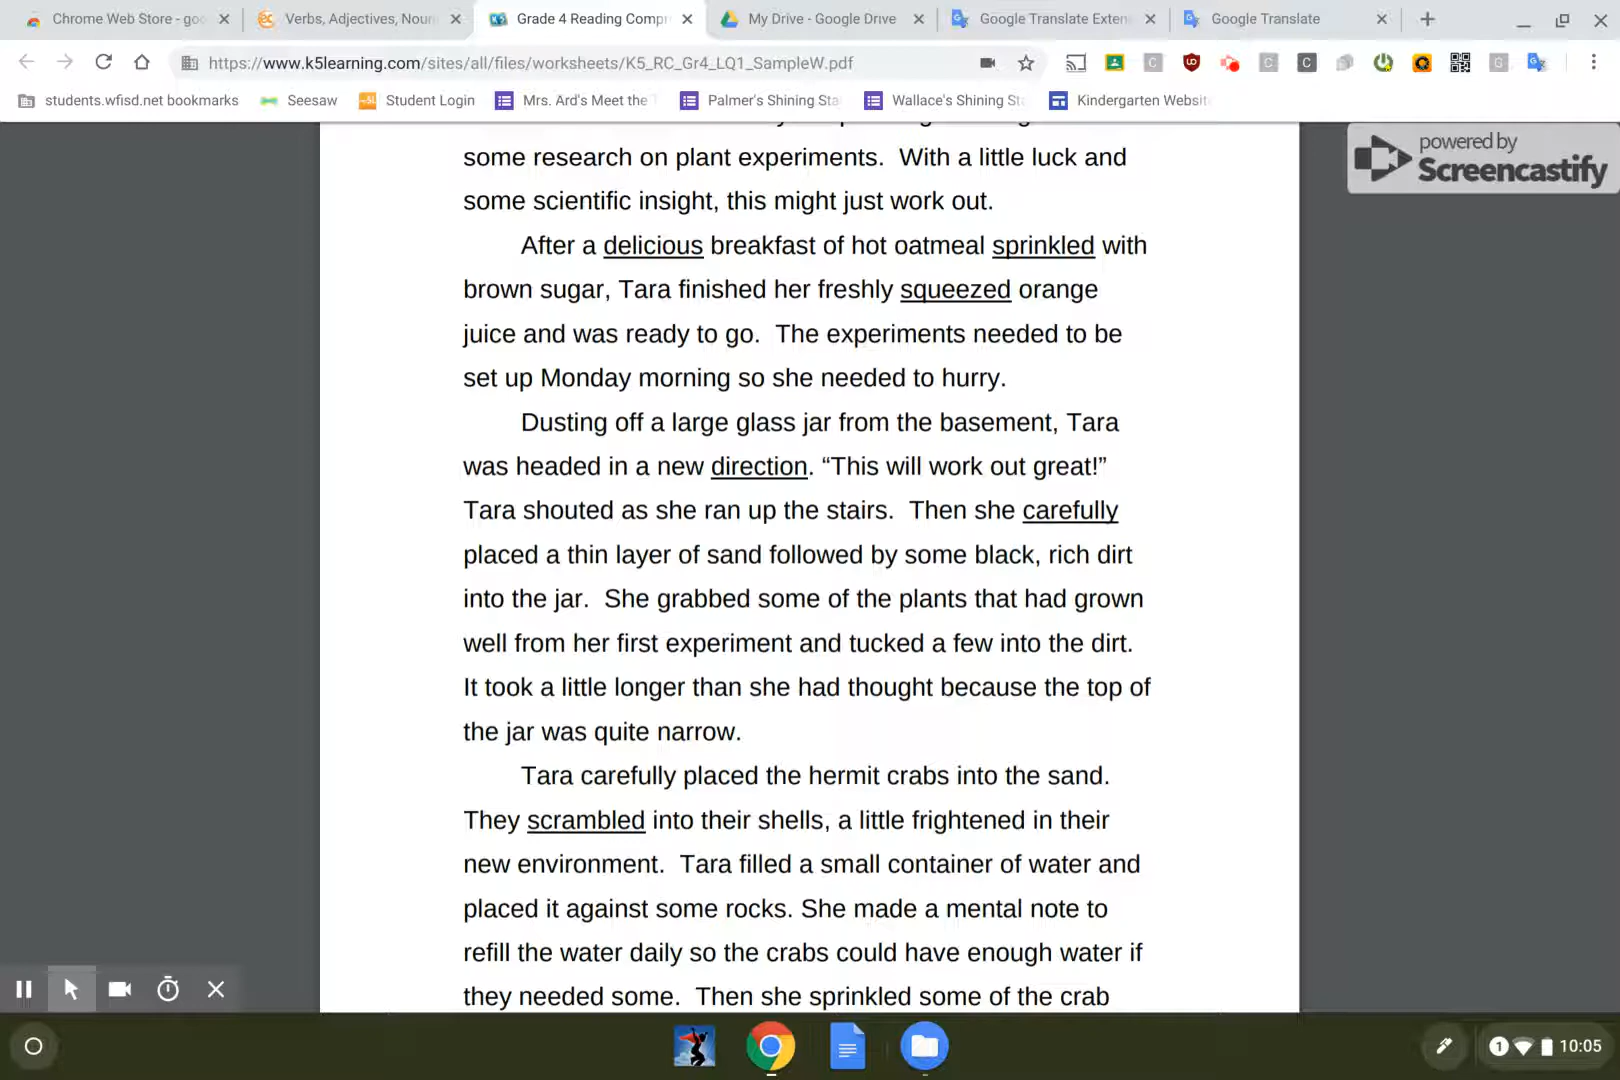 Chrome Web Store - goo
Verbs, Adjectives, Noun
Grade 4 Reading Compr
My Drive - Google Drive
Google Translate Exten
Google Translate
https://www.k5learning.com/sites/all/files/worksheets/K5_RC_Gr4_LQ1_SampleW.pdf
students.wfisd.net bookmarks
Seesaw
Student Login
Mrs. Ard's Meet the T
Palmer's Shining Sta
Wallace's Shining Sta
Kindergarten Website
powered by
Screencastify
some research on plant experiments.  With a little luck and
some scientific insight, this might just work out.
After a delicious breakfast of hot oatmeal sprinkled with
brown sugar, Tara finished her freshly squeezed orange
juice and was ready to go.  The experiments needed to be
set up Monday morning so she needed to hurry.
Dusting off a large glass jar from the basement, Tara
was headed in a new direction. “This will work out great!”
Tara shouted as she ran up the stairs.  Then she carefully
placed a thin layer of sand followed by some black, rich dirt
into the jar.  She grabbed some of the plants that had grown
well from her first experiment and tucked a few into the dirt.
It took a little longer than she had thought because the top of
the jar was quite narrow.
Tara carefully placed the hermit crabs into the sand.
They scrambled into their shells, a little frightened in their
new environment.  Tara filled a small container of water and
placed it against some rocks. She made a mental note to
refill the water daily so the crabs could have enough water if
they needed some.  Then she sprinkled some of the crab
1
10:05